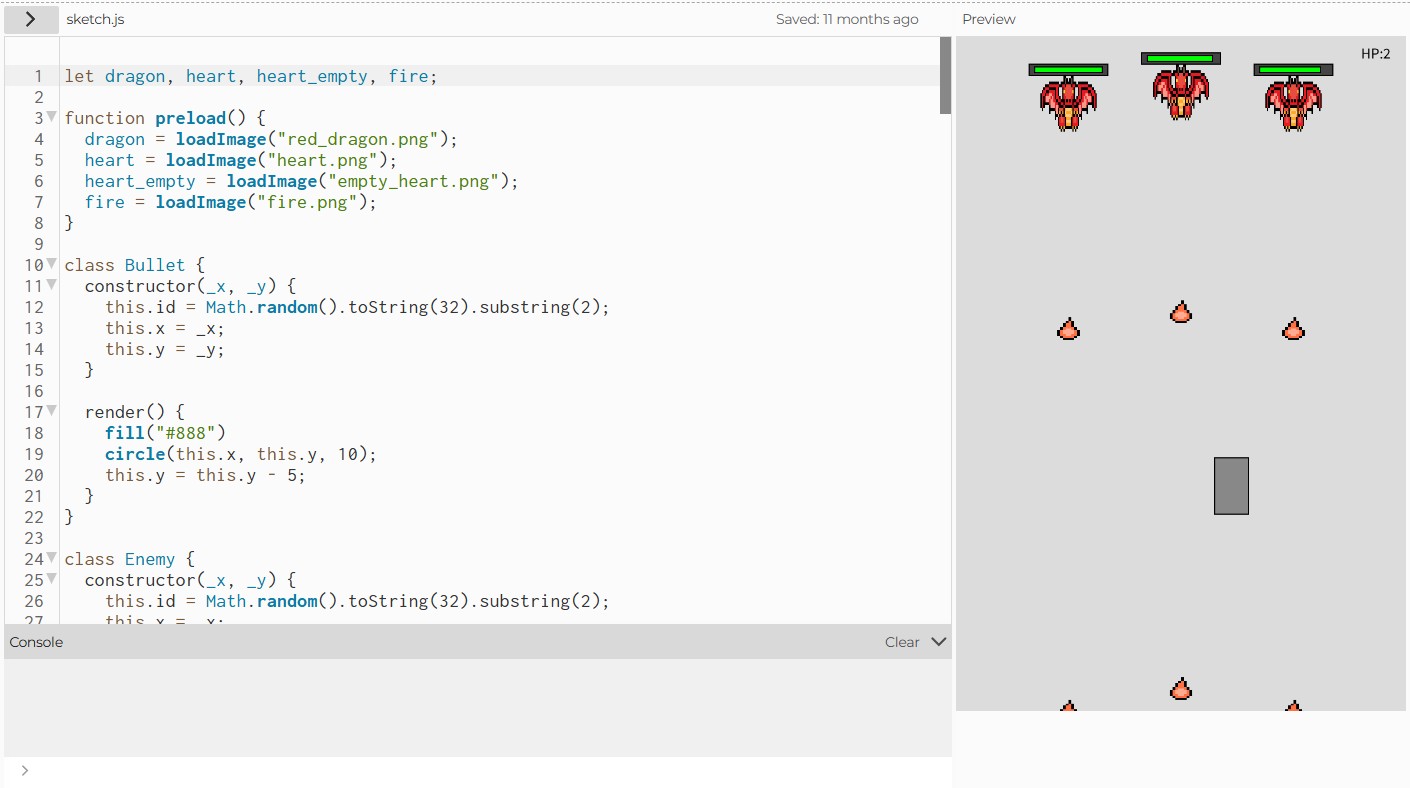 sketch.js
Saved: 11 months ago
Preview
1 let dragon, heart, heart_empty, fire;
2
3 function preload() {
4   dragon = loadImage("red_dragon.png");
5   heart = loadImage("heart.png");
6   heart_empty = loadImage("empty_heart.png");
7   fire = loadImage("fire.png");
8 }
9
10 class Bullet {
11   constructor(_x, _y) {
12     this.id = Math.random().toString(32).substring(2);
13     this.x = _x;
14     this.y = _y;
15   }
16
17   render() {
18     fill("#888")
19     circle(this.x, this.y, 10);
20     this.y = this.y - 5;
21   }
22 }
23
24 class Enemy {
25   constructor(_x, _y) {
26     this.id = Math.random().toString(32).substring(2);
27     this.x = _x;
HP:2
Console
Clear
>